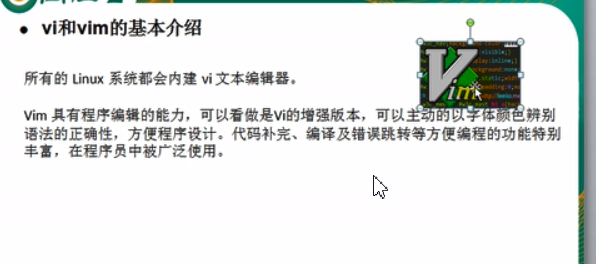 vi和vim的基本介绍
所有的 Linux 系统都会内建 vi 文本编辑器。
Vim 具有程序编辑的能力，可以看做是Vi的增强版本，可以主动的以字体颜色辨别
语法的正确性，方便程序设计。代码补完、编译及错误跳转等方便编程的功能特别
丰富，在程序员中被广泛使用。
Vim